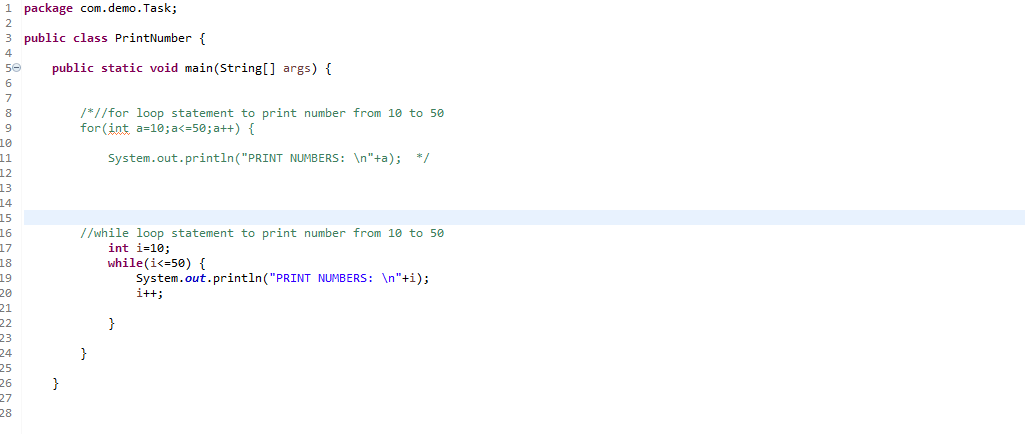 1 package com.demo.Task;
2
3 public class PrintNumber {
4
5 public static void main(String[] args) {
6
7
8 /*//for loop statement to print number from 10 to 50
9 for(int a=10;a<=50;a++) {
10
11 System.out.println("PRINT NUMBERS: \n"+a);  */
12
13
14
15
16 //while loop statement to print number from 10 to 50
17 int i=10;
18 while(i<=50) {
19 System.out.println("PRINT NUMBERS: \n"+i);
20 i++;
21
22 }
23
24 }
25
26 }
27
28